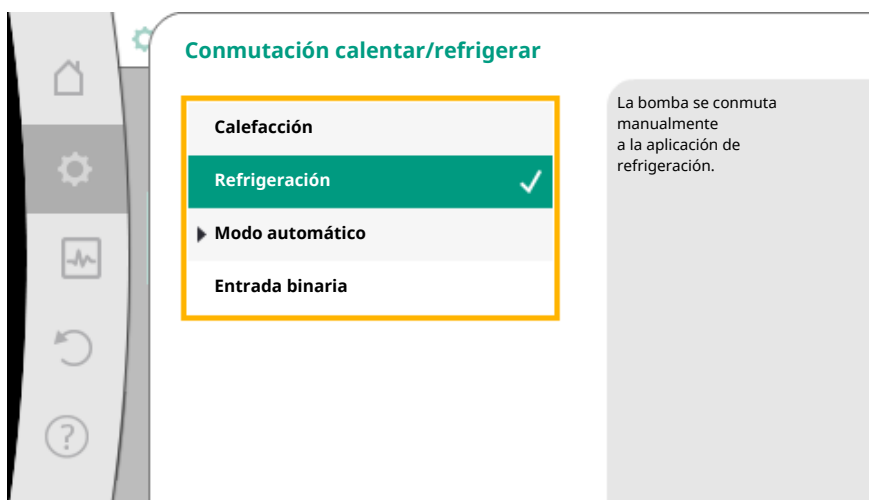 Conmutación calentar/refrigerar
Calefacción
Refrigeración
Modo automático
Entrada binaria
La bomba se conmuta
manualmente
a la aplicación de
refrigeración.
?